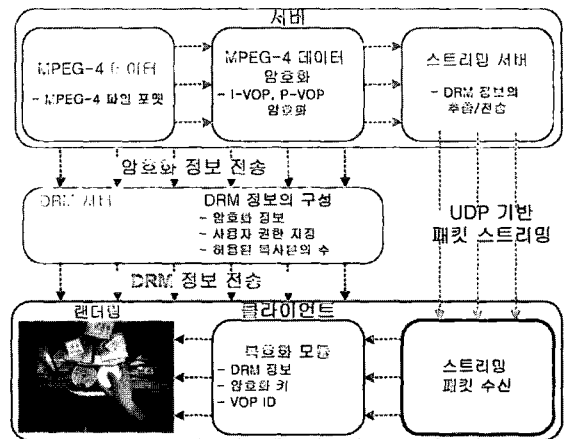 서버
MPEG-4 데이터
- MPEG-4 파일 포맷
MPEG-4 데이터
암호화
- I-VOP, P-VOP
암호화
스트리밍 서버
- DRM 정보의
추출/전송
암호화 정보 전송
DRM 서버
DRM 정보의 구성
- 암호화 정보
- 사용자 권한 지정
- 허용된 복사본의 수
UDP 기반
패킷 스트리밍
DRM 정보 전송
랜더링
클라이언트
복호화 모듈
- DRM 정보
- 암호화 키
- VOP ID
스트리밍
패킷 수신